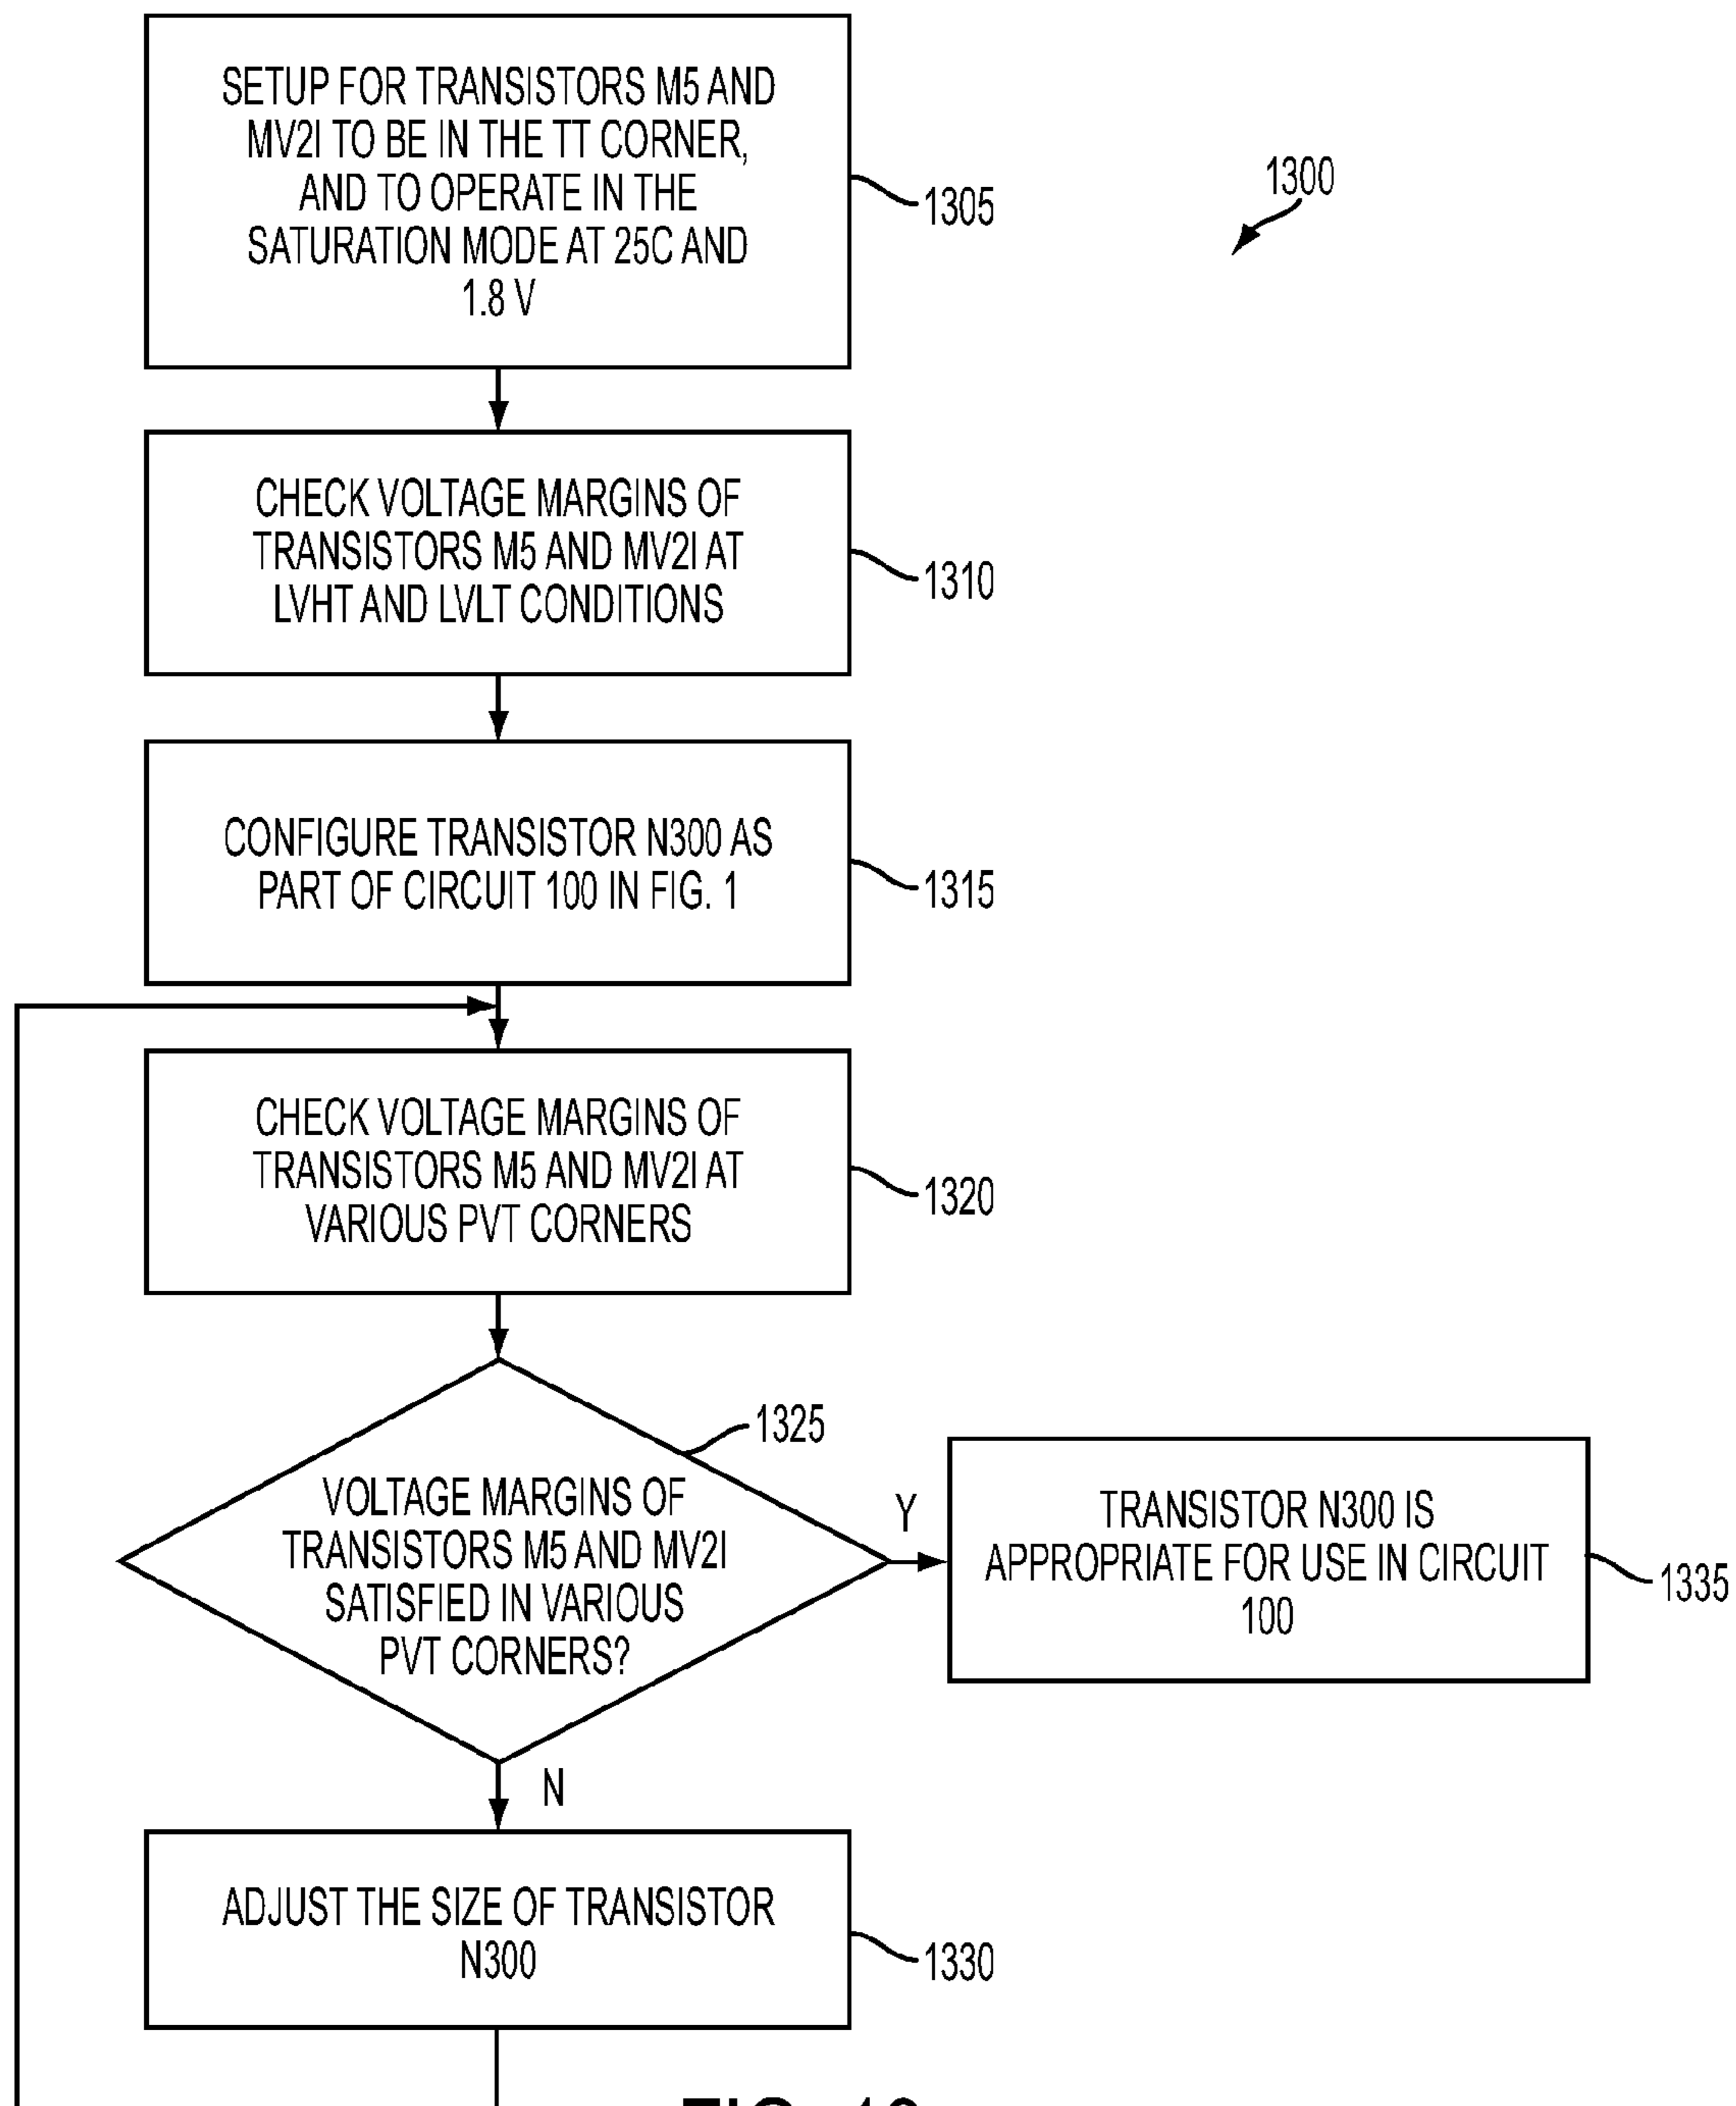 SETUP FOR TRANSISTORS M5 AND
MV2I TO BE IN THE TT CORNER,
AND TO OPERATE IN THE
SATURATION MODE AT 25C AND
1.8 V
1305
1300
CHECK VOLTAGE MARGINS OF
TRANSISTORS M5 AND MV2I AT
LVHT AND LVLT CONDITIONS
1310
CONFIGURE TRANSISTOR N300 AS
PART OF CIRCUIT 100 IN FIG. 1
1315
CHECK VOLTAGE MARGINS OF
TRANSISTORS M5 AND MV2I AT
VARIOUS PVT CORNERS
1320
1325
VOLTAGE MARGINS OF
TRANSISTORS M5 AND MV2I
SATISFIED IN VARIOUS
PVT CORNERS?
Y
TRANSISTOR N300 IS
APPROPRIATE FOR USE IN CIRCUIT
100
1335
N
ADJUST THE SIZE OF TRANSISTOR
N300
1330
FIG.